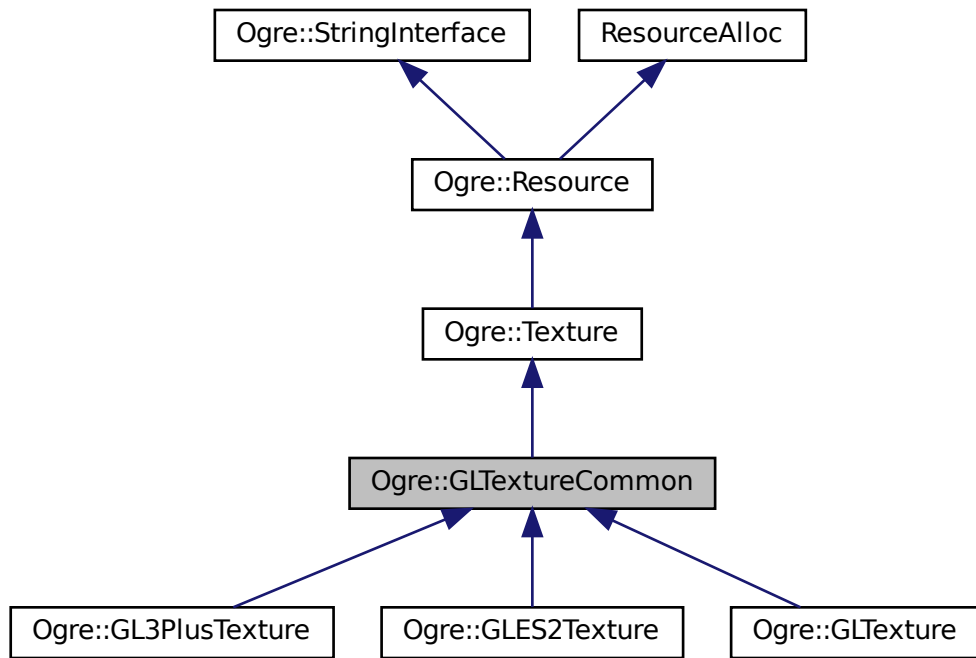 Ogre::StringInterface
ResourceAlloc
Ogre::Resource
Ogre::Texture
Ogre::GLTextureCommon
Ogre::GL3PlusTexture
Ogre::GLES2Texture
Ogre::GLTexture